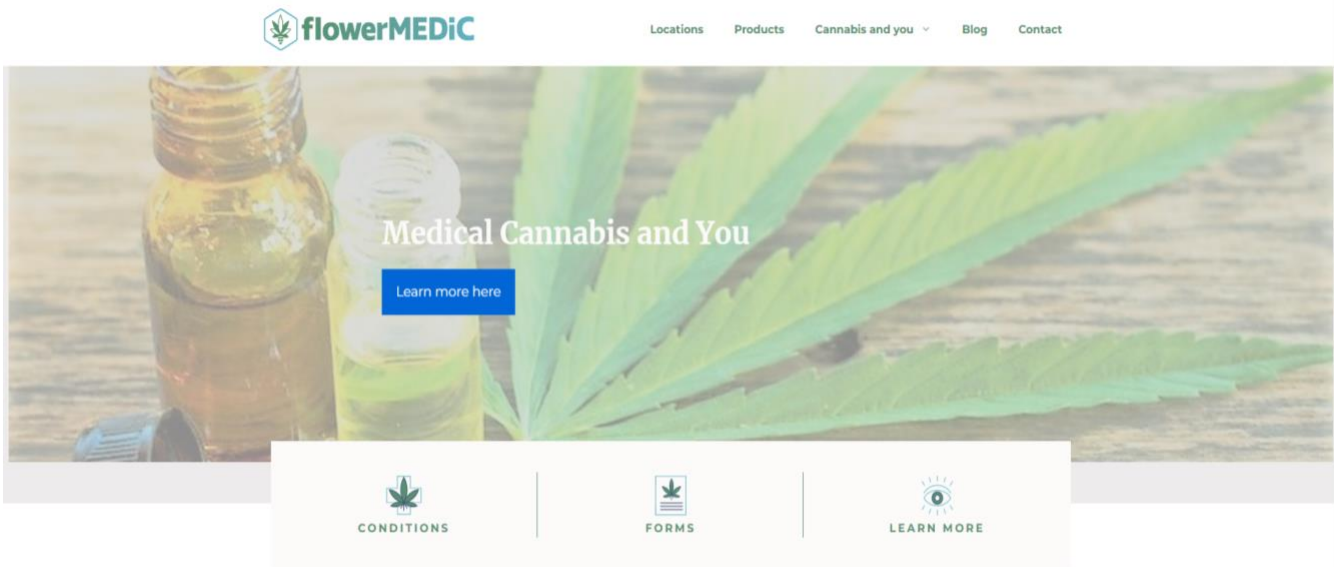 flowerMEDiC
Locations Products Cannabis and you Blog Contact
Medical Cannabis and You
Learn more here
CONDITIONS FORMS LEARN MORE